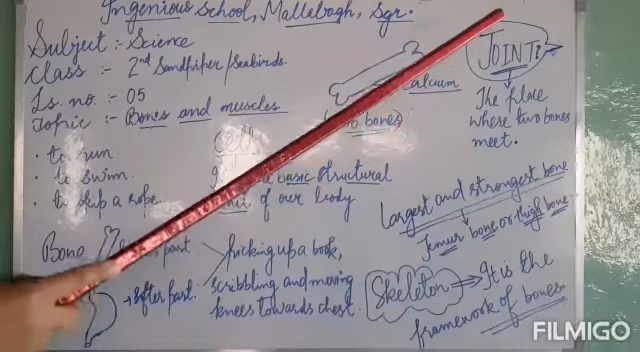 Ingenious School, Mallebagh, Sgr.
Subject :- Science
Class :- 2nd Sandpiper/Seabirds.
Ls. no. :- 05
Topic :- Bones and muscles
• to run
• to swim
• to skip a rope
Cell
basic structural
of our body
Bone
part
picking up a book,
Softer part
scribbling and moving
knees towards chest.
Calcium
bones)
JOINT:
The place
where two bones
meet.
Largest and strongest bone
Femur bone or thigh bone
Skeleton
It is the
framework of bones
FILMIGO